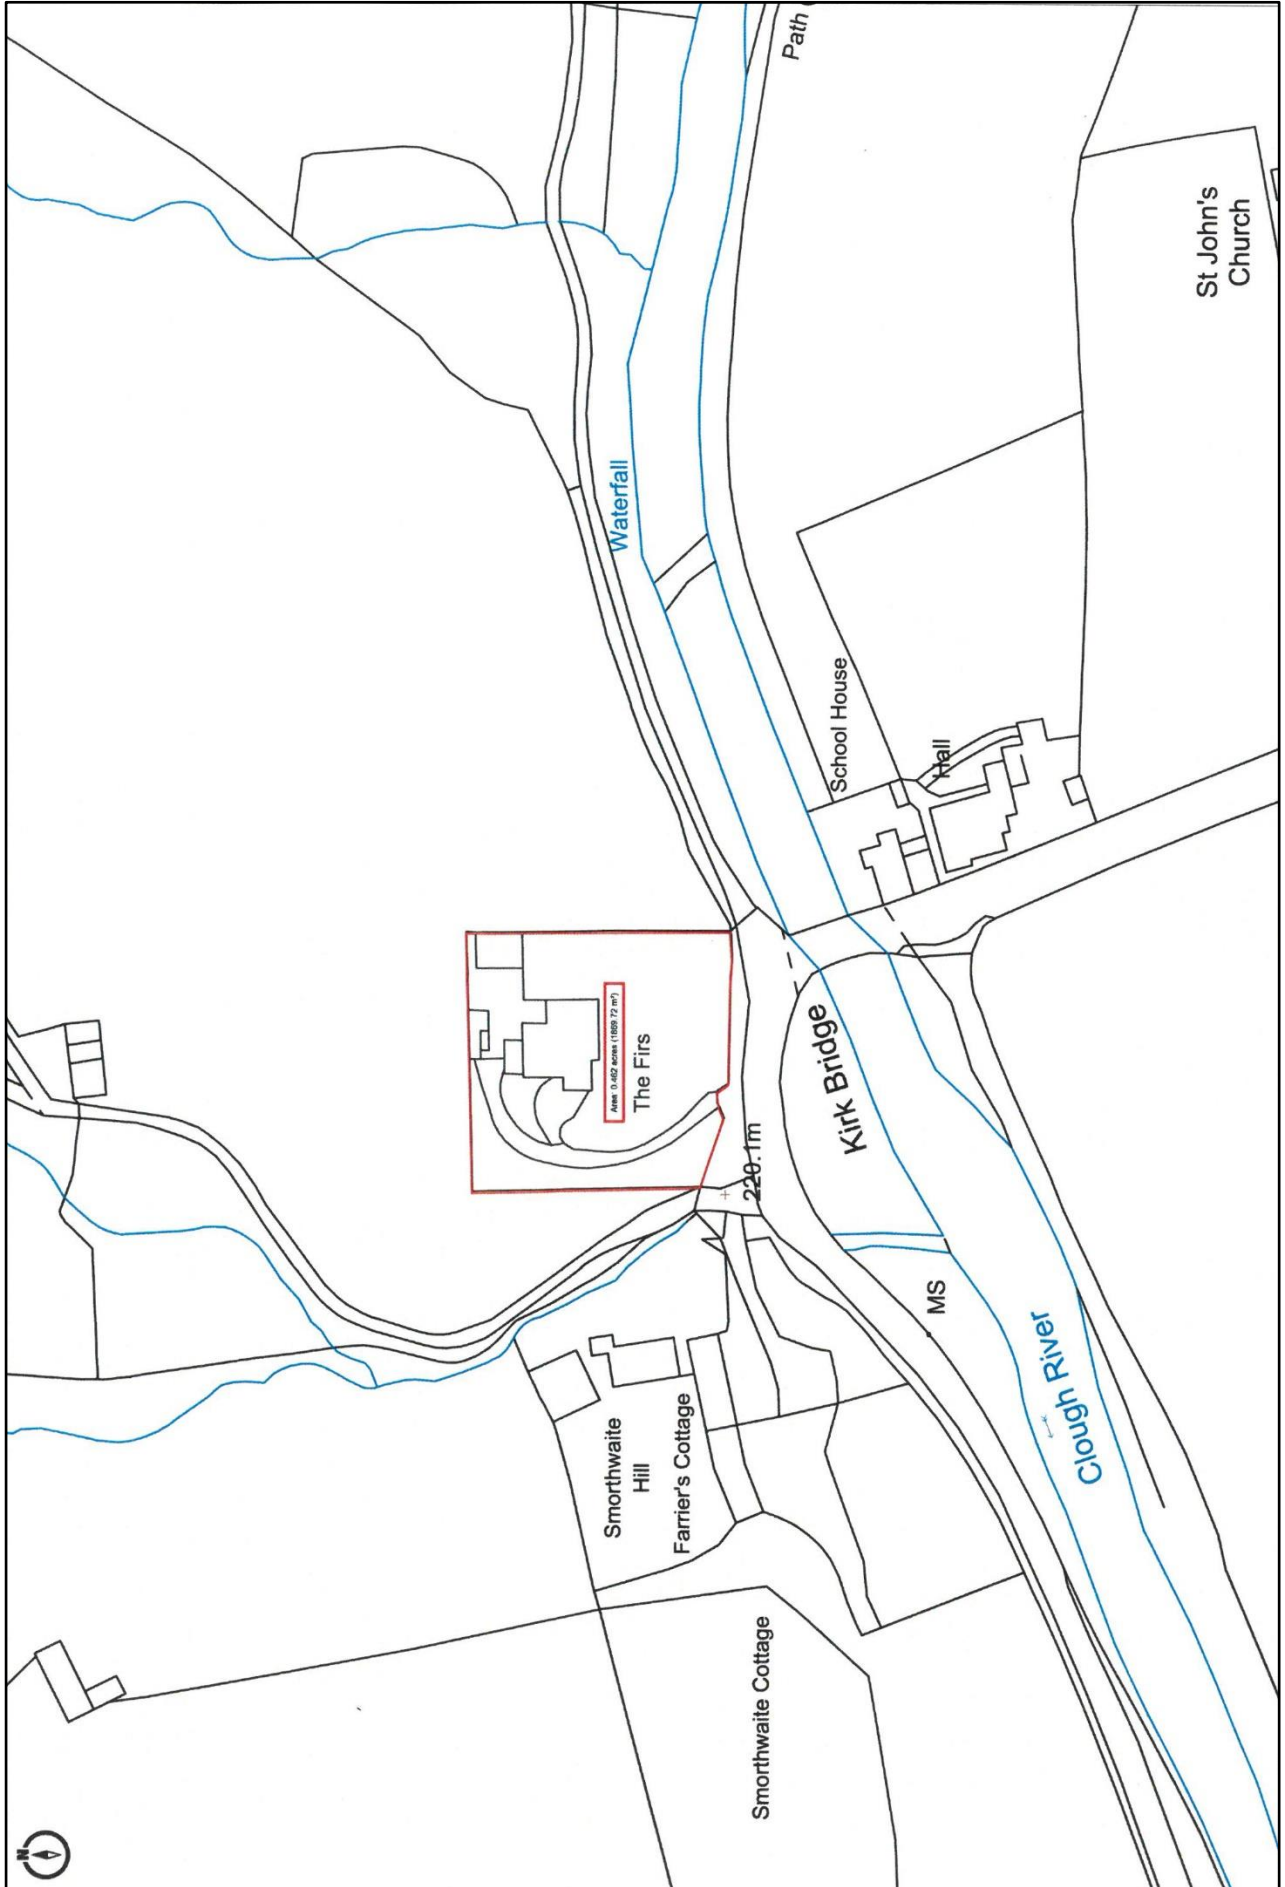 N
Path
St John's
Church
Waterfall
School House
Hall
Area: 0.462 acres (1869.72 m²)
The Firs
Kirk Bridge
220.1m
MS
Clough River
Smorthwaite
Hill
Farrier's Cottage
Smorthwaite Cottage